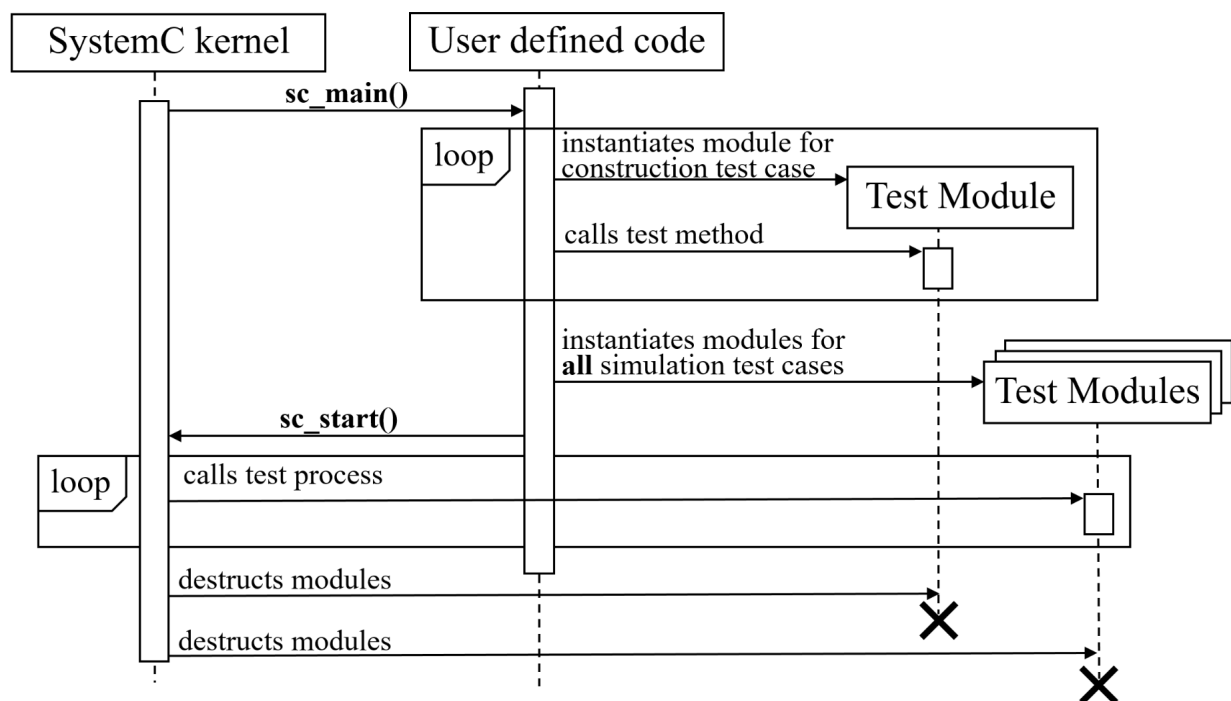 SystemC kernel
User defined code
sc_main()
loop
instantiates module for
construction test case
Test Module
calls test method
instantiates modules for
all simulation test cases
Test Modules
sc_start()
loop
calls test process
destructs modules
destructs modules